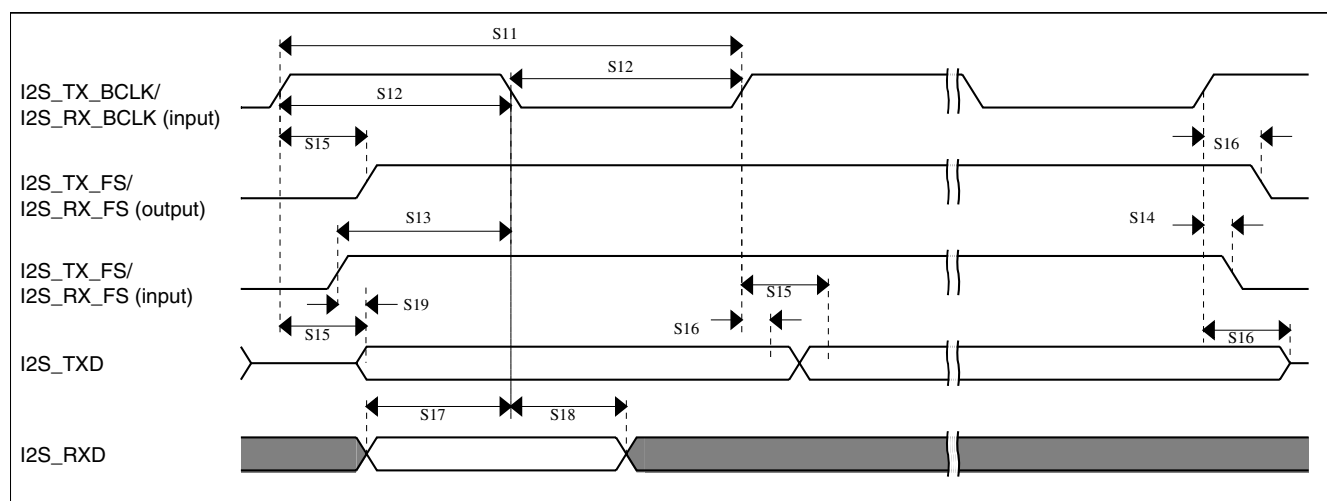 S11
S12
I2S_TX_BCLK/
I2S_RX_BCLK (input)
S12
S15
S16
I2S_TX_FS/
I2S_RX_FS (output)
S13
S14
I2S_TX_FS/
I2S_RX_FS (input)
S15
S19
S15
S16
S16
I2S_TXD
S17
S18
I2S_RXD